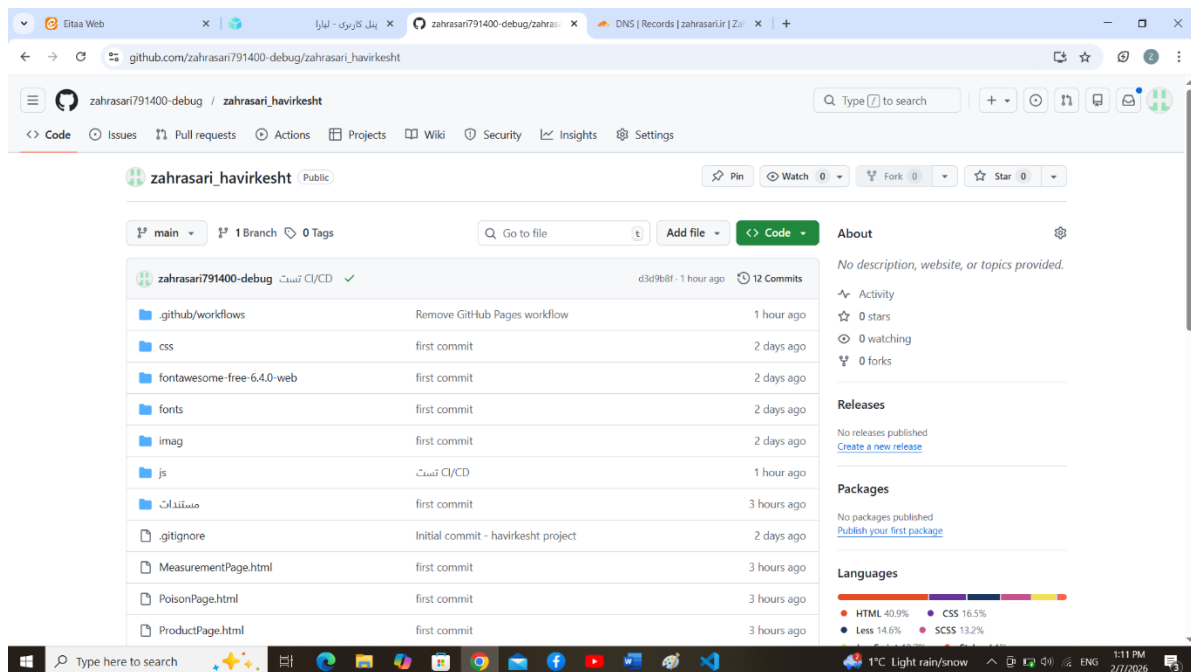 Eitaa Web
پنل کاربری - لیارا
zahrasari791400-debug/zahrasa
DNS | Records | zahrasari.ir | Za
github.com/zahrasari791400-debug/zahrasari_havirkesht
zahrasari791400-debug / zahrasari_havirkesht
Type / to search
Code Issues Pull requests Actions Projects Wiki Security Insights Settings
zahrasari_havirkesht Public
Pin Watch 0 Fork 0 Star 0
main 1 Branch 0 Tags Go to file t Add file Code
About
No description, website, or topics provided.
zahrasari791400-debug تست CI/CD d3d9b8f · 1 hour ago 12 Commits
.github/workflows Remove GitHub Pages workflow 1 hour ago
css first commit 2 days ago
fontawesome-free-6.4.0-web first commit 2 days ago
fonts first commit 2 days ago
imag first commit 2 days ago
js تست CI/CD 1 hour ago
مستندات first commit 3 hours ago
.gitignore Initial commit - havirkesht project 2 days ago
MeasurementPage.html first commit 3 hours ago
PoisonPage.html first commit 3 hours ago
ProductPage.html first commit 3 hours ago
Activity
0 stars
0 watching
0 forks
Releases
No releases published
Create a new release
Packages
No packages published
Publish your first package
Languages
HTML 40.9% CSS 16.5%
Less 14.6% SCSS 13.2%
Type here to search
1°C Light rain/snow ENG 1:11 PM
2/7/2026